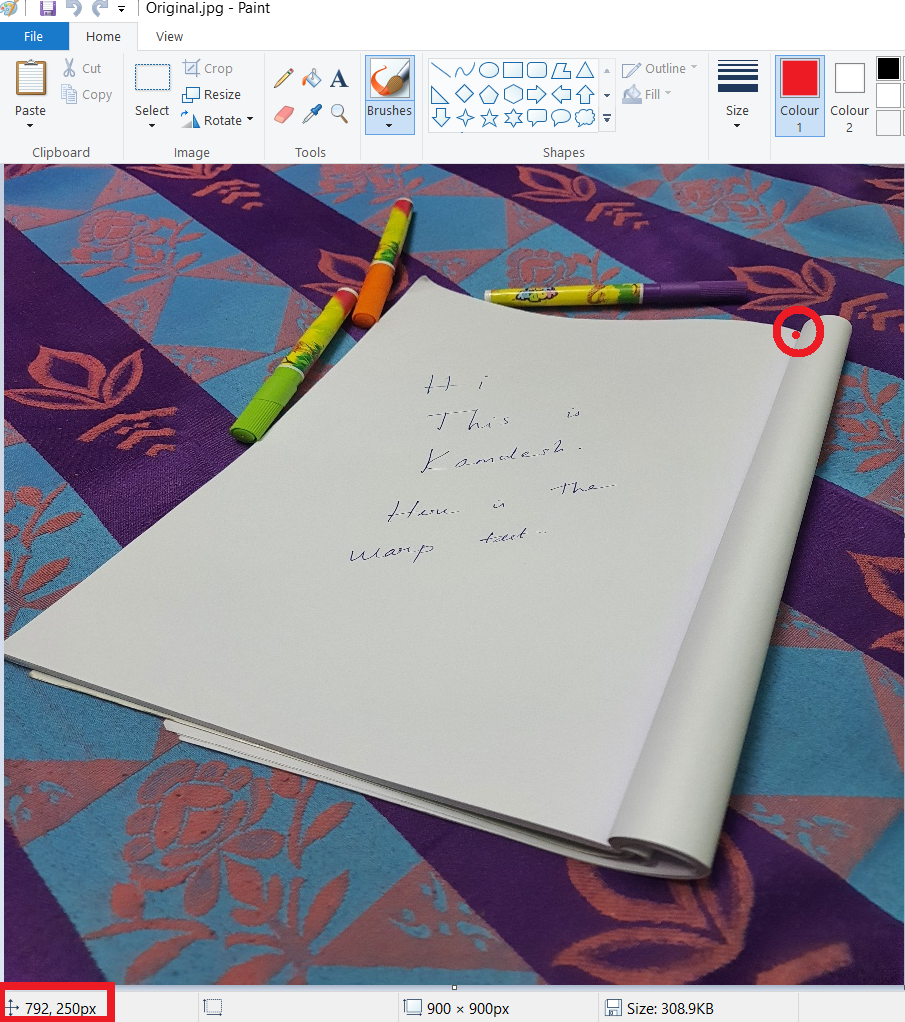 Original.jpg - Paint
File Home View
Paste
Cut
Copy
Clipboard
Select
Crop
Resize
Rotate
Image
Tools
Brushes
Shapes
Outline
Fill
Size
Colour 1
Colour 2
Hi
This is
Kamalesh.
Here is the
warp text..
792, 250px
900 × 900px
Size: 308.9KB